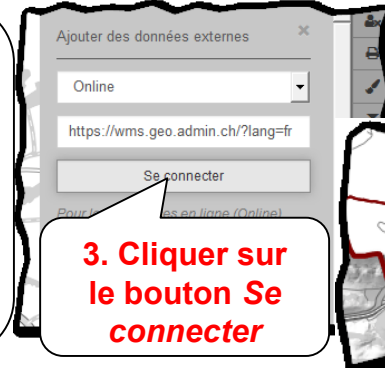 Ajouter des données externes ×
Online
https://wms.geo.admin.ch/?lang=fr
Se connecter
es en ligne (Online)
3. Cliquer sur
le bouton Se
connecter